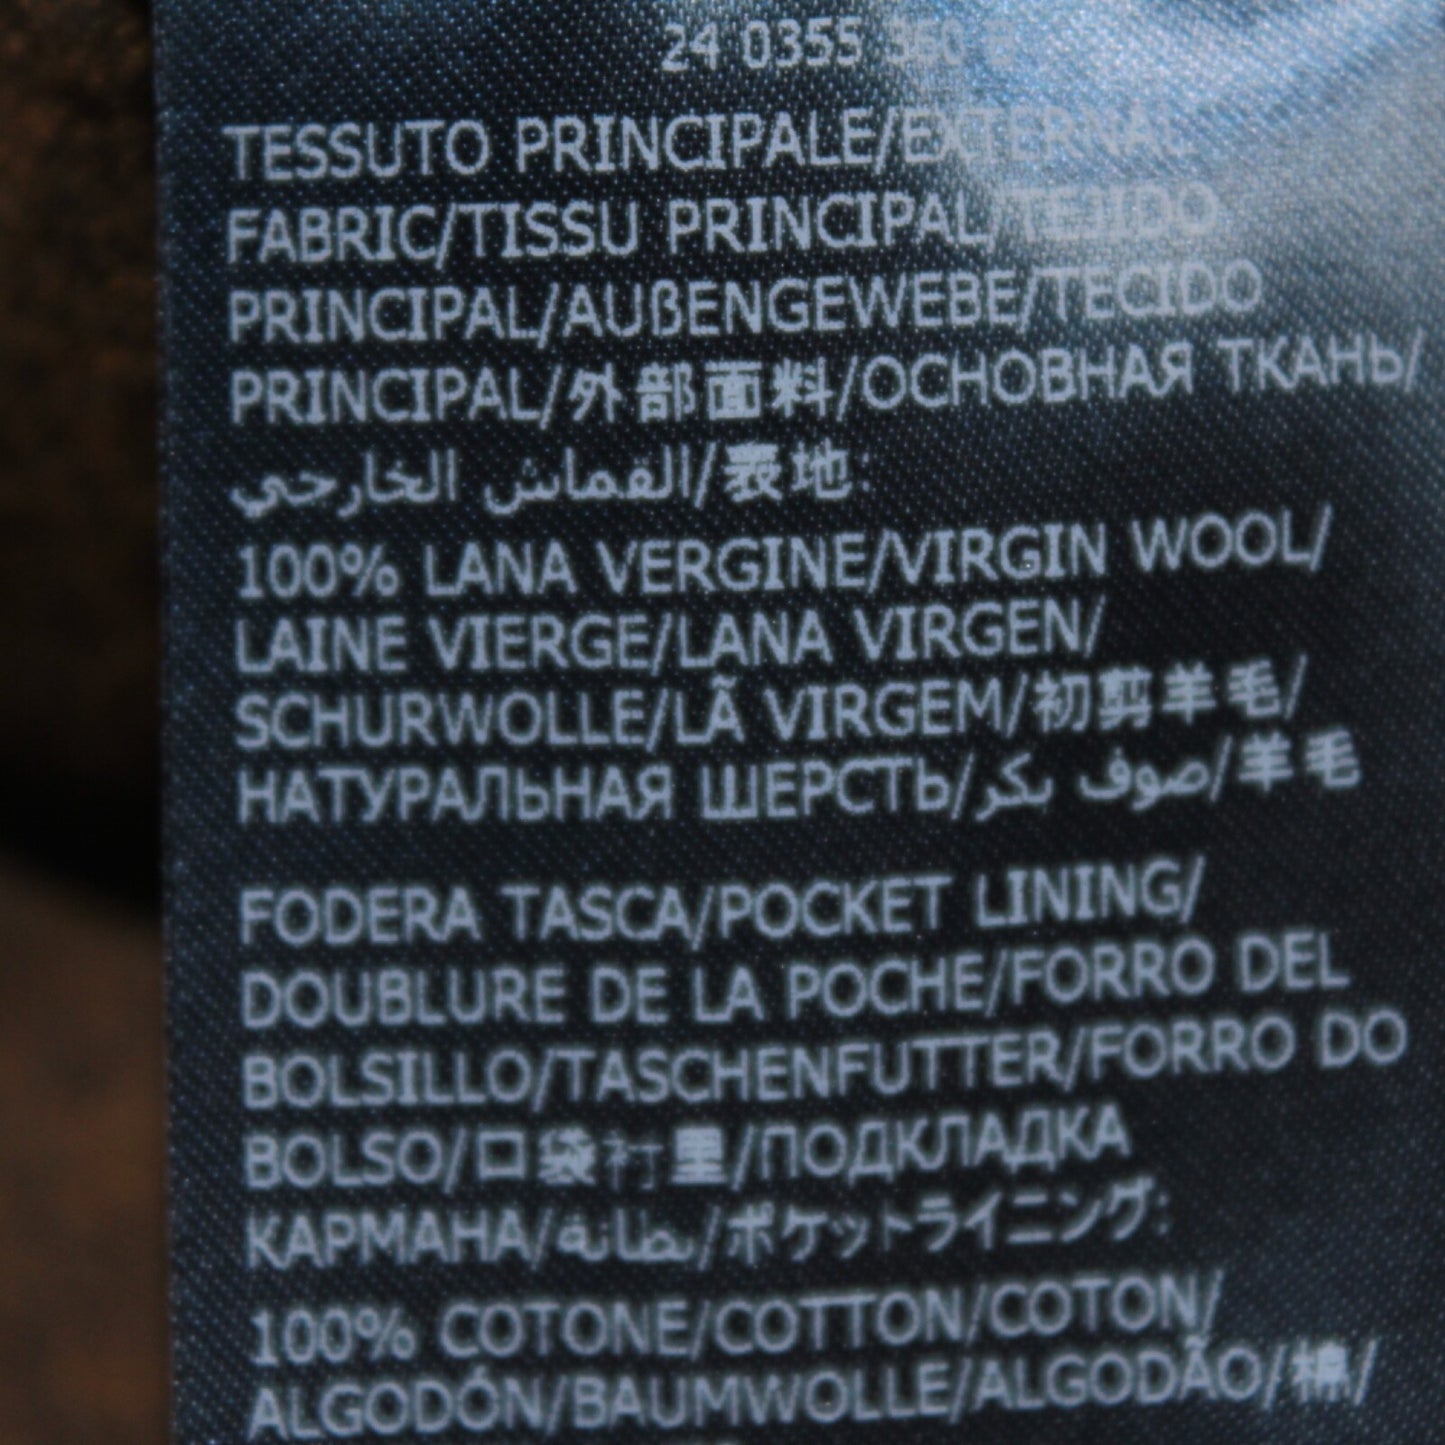 24 0355
TESSUTO PRINCIPALE/EXTERNAL
FABRIC/TISSU PRINCIPAL/TEJIDO
PRINCIPAL/AUßENGEWEBE/TECIDO
PRINCIPAL/外部面料/ОСНОВНАЯ ТКАНЬ/
القماش الخارجي/表地:
100% LANA VERGINE/VIRGIN WOOL/
LAINE VIERGE/LANA VIRGEN/
SCHURWOLLE/LÃ VIRGEM/初剪羊毛/
НАТУРАЛЬНАЯ ШЕРСТЬ/صوف بكر/羊毛
FODERA TASCA/POCKET LINING/
DOUBLURE DE LA POCHE/FORRO DEL
BOLSILLO/TASCHENFUTTER/FORRO DO
BOLSO/口袋衬里/ПОДКЛАДКА
КАРМАНА/بطانة/ポケットライニング:
100% COTONE/COTTON/COTON/
ALGODÓN/BAUMWOLLE/ALGODÃO/棉/